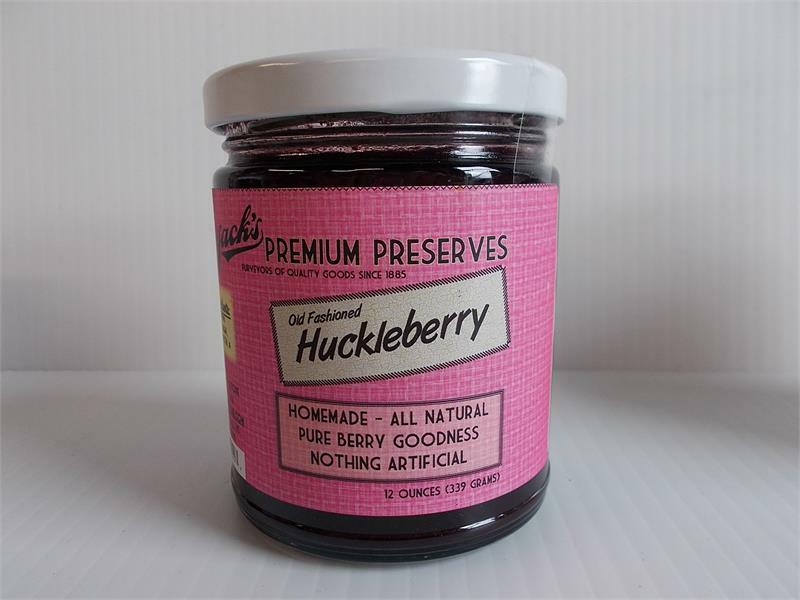 PREMIUM PRESERVES
SURVEYORS OF QUALITY GOODS SINCE 1885
Old Fashioned
Huckleberry
HOMEMADE - ALL NATURAL
PURE BERRY GOODNESS
NOTHING ARTIFICIAL
12 OUNCES (339 GRAMS)